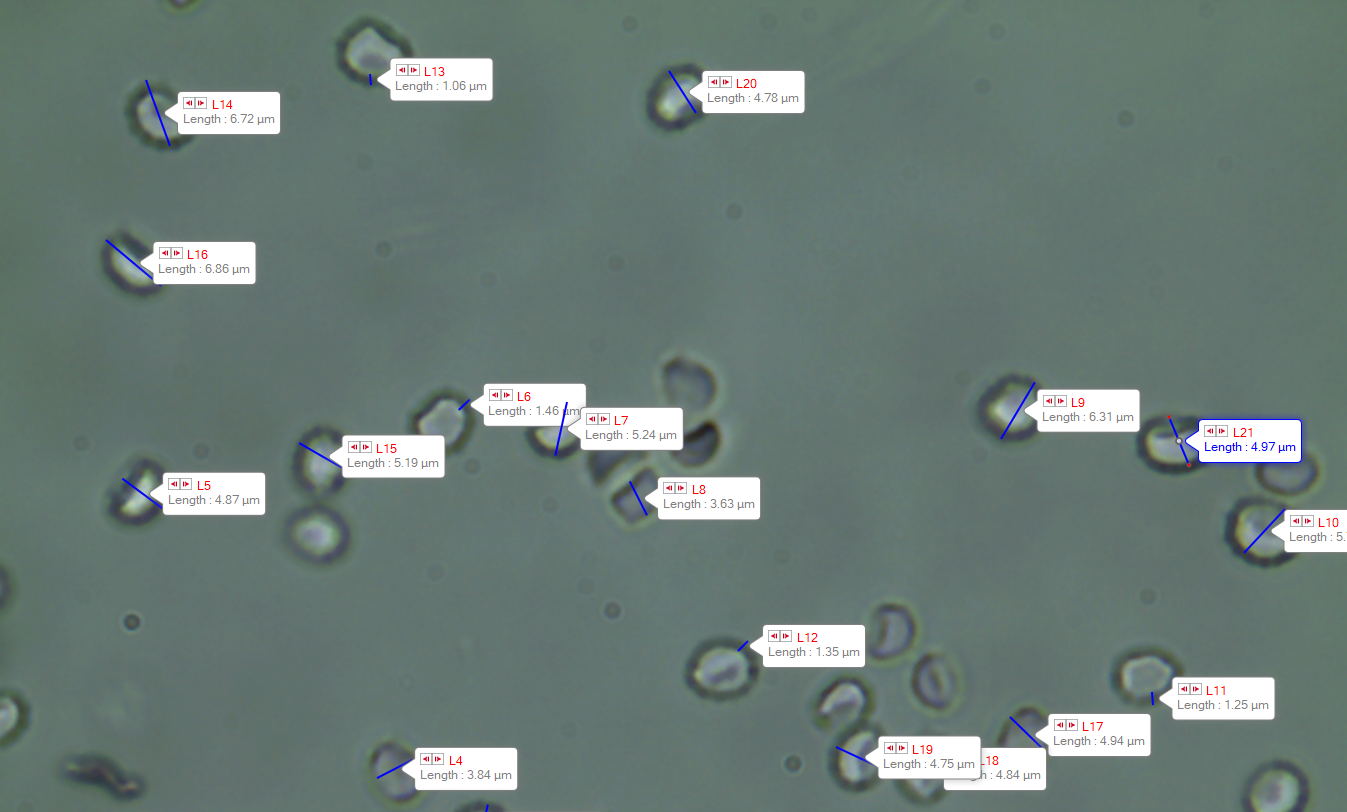 L13
Length : 1.06 µm
L20
Length : 4.78 µm
L14
Length : 6.72 µm
L16
Length : 6.86 µm
L6
Length : 1.46 µm
L9
Length : 6.31 µm
L7
Length : 5.24 µm
L21
Length : 4.97 µm
L15
Length : 5.19 µm
L5
Length : 4.87 µm
L8
Length : 3.63 µm
L10
Length : 5.
L12
Length : 1.35 µm
L11
Length : 1.25 µm
L17
Length : 4.94 µm
L19
Length : 4.75 µm
L4
Length : 3.84 µm
L18
: 4.84 µm